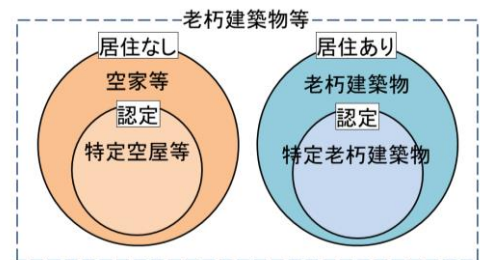 老朽建築物等
居住なし
居住あり
空家等
老朽建築物
認定
認定
特定空屋等
特定老朽建築物